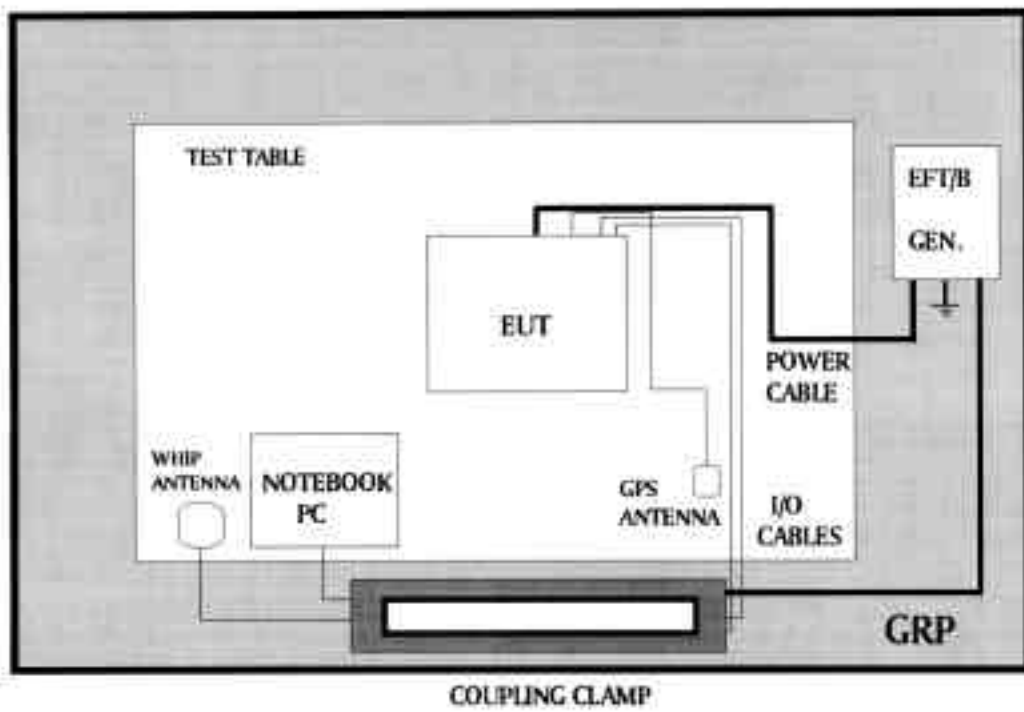 TEST TABLE
EFT/B
GEN.
EUT
POWER
CABLE
WHIP
ANTENNA
NOTEBOOK
PC
GPS
ANTENNA
I/O
CABLES
GRP
COUPLING CLAMP